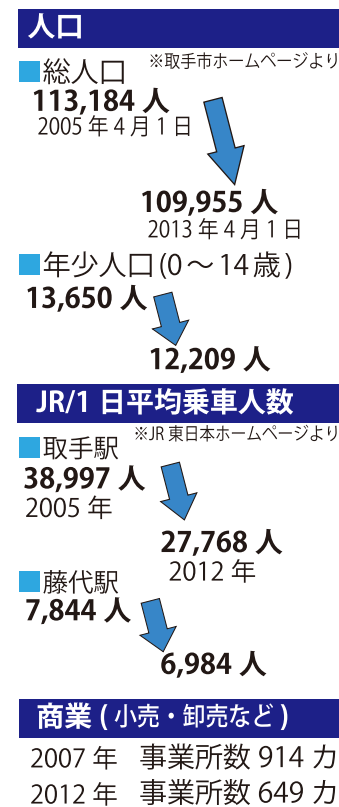 人口
※取手市ホームページより
■総人口
113,184 人
2005 年 4 月 1 日
109,955 人
2013 年 4 月 1 日
■年少人口 (0 ~ 14 歳 )
13,650 人
12,209 人
JR/1 日平均乗車人数
※JR 東日本ホームページより
■取手駅
38,997 人
2005 年
27,768 人
2012 年
■藤代駅
7,844 人
6,984 人
商業 ( 小売・卸売など )
2007 年 事業所数 914 カ
2012 年 事業所数 649 カ